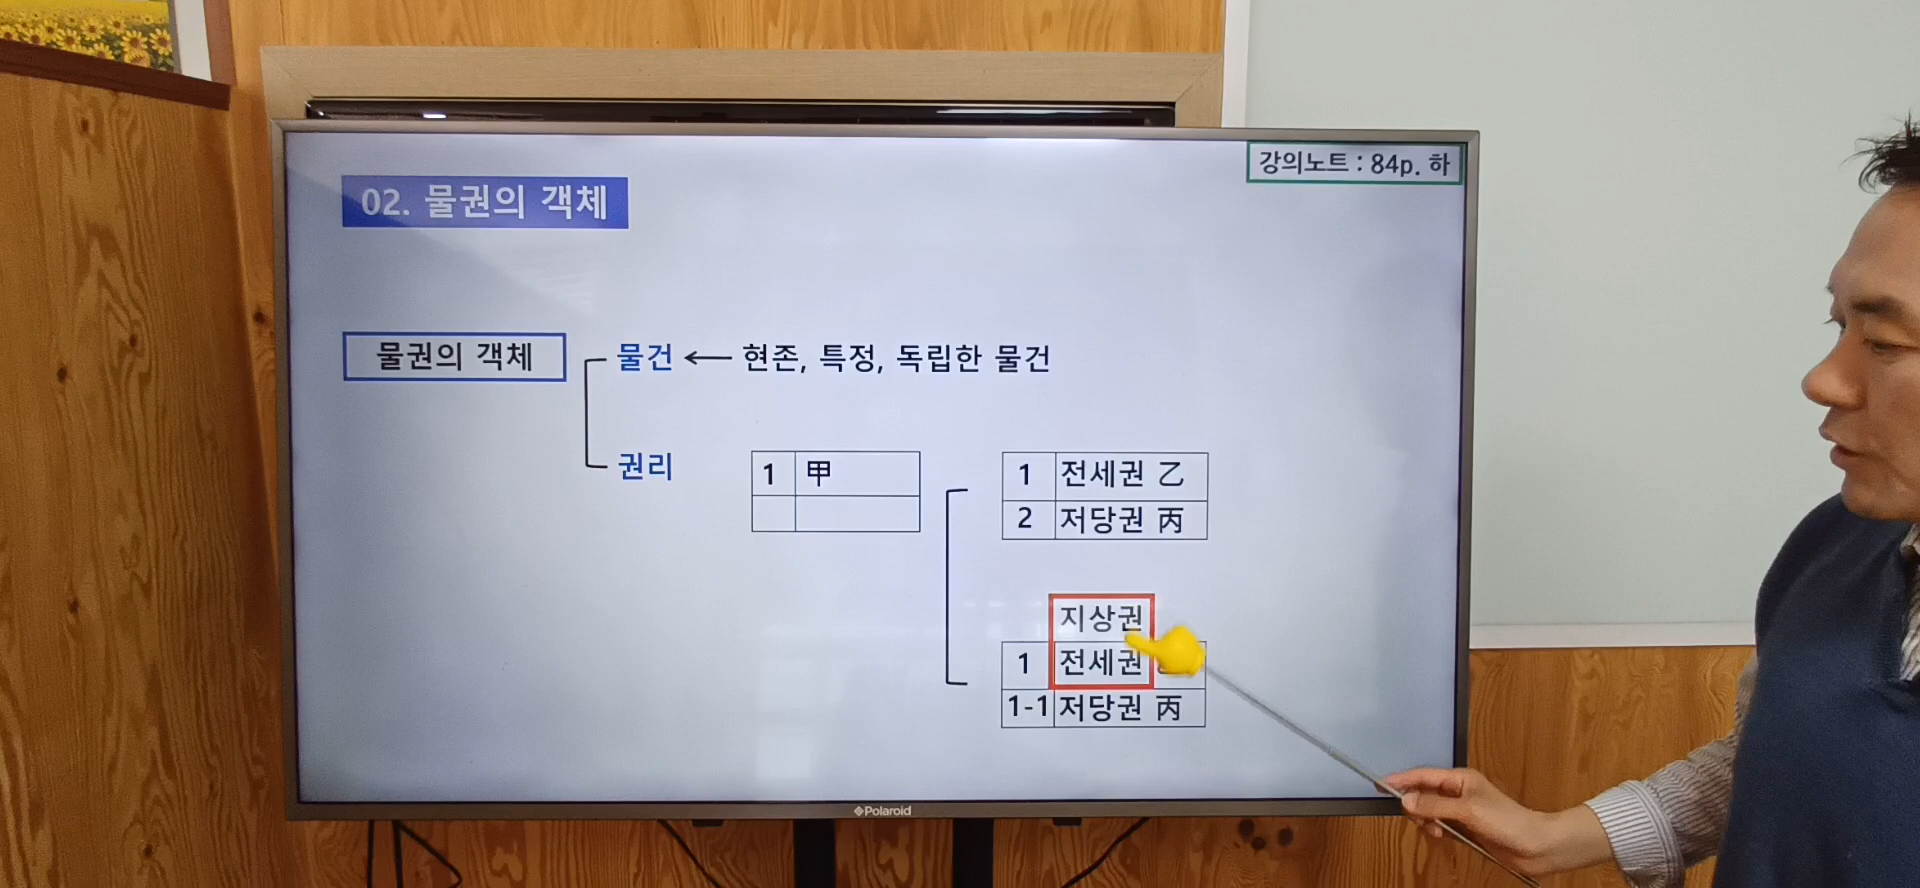 강의노트 : 84p. 하
02. 물권의 객체
물권의 객체
물건 ← 현존, 특정, 독립한 물건
권리
1 甲
1 전세권 乙
2 저당권 丙
지상권
1 전세권
1-1 저당권 丙
Polaroid